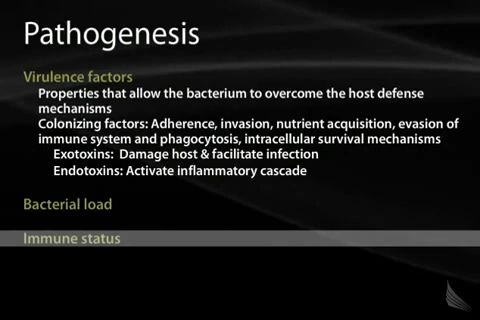 Pathogenesis
Virulence factors
Properties that allow the bacterium to overcome the host defense
mechanisms
Colonizing factors: Adherence, invasion, nutrient acquisition, evasion of
immune system and phagocytosis, intracellular survival mechanisms
Exotoxins: Damage host & facilitate infection
Endotoxins: Activate inflammatory cascade
Bacterial load
Immune status